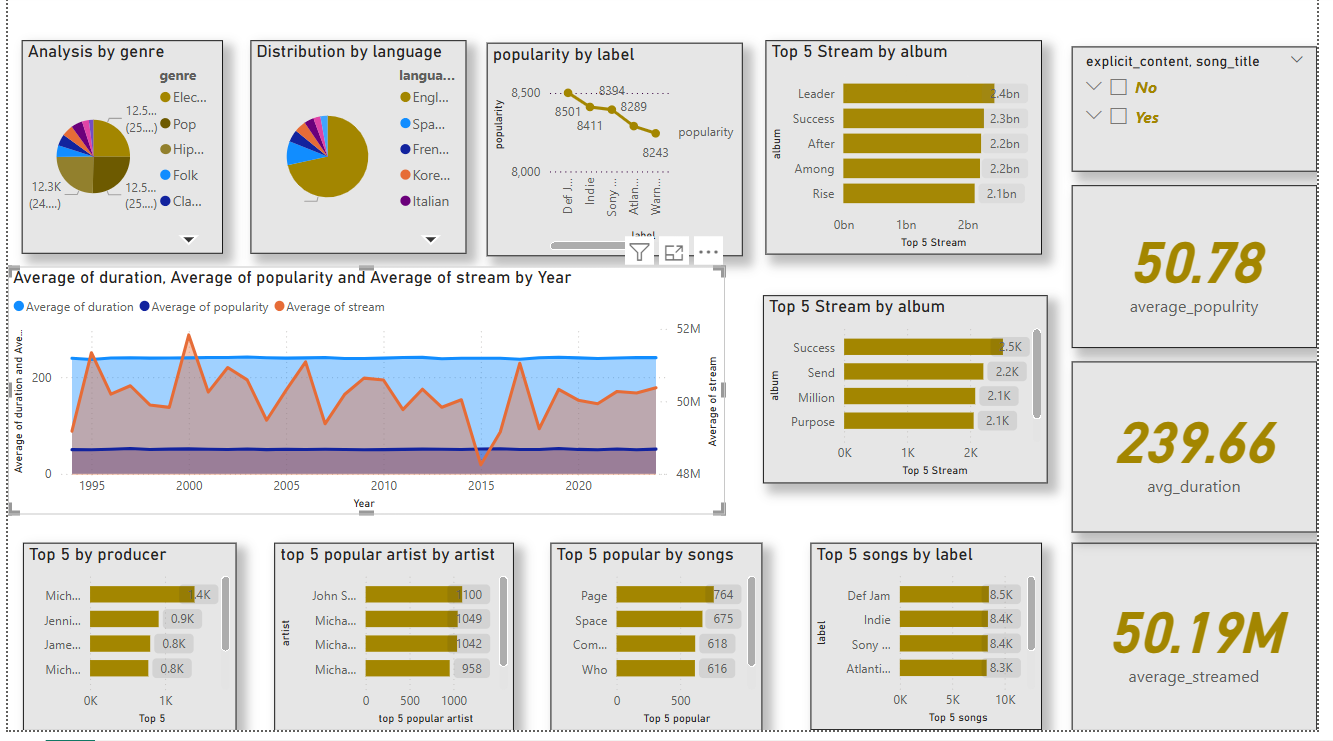 Analysis by genre
genre
Elec...
Pop
Hip...
Folk
Cla...
12.5...
(25....)
12.3K
(24....)
12.5...
(25....)
Distribution by language
langua...
Engl...
Spa...
Fren...
Kore...
Italian
popularity by label
popularity
8,500
8,000
8501
8411
8394
8289
8243
popularity
Def J...
Indie
Sony ...
Atlan...
Warn...
label
Top 5 Stream by album
album
Leader 2.4bn
Success 2.3bn
After 2.2bn
Among 2.2bn
Rise 2.1bn
0bn 1bn 2bn
Top 5 Stream
explicit_content, song_title
No
Yes
50.78
average_populrity
Average of duration, Average of popularity and Average of stream by Year
Average of duration Average of popularity Average of stream
Average of duration and Ave...
200
0
52M
50M
48M
Average of stream
1995 2000 2005 2010 2015 2020
Year
Top 5 Stream by album
album
Success 2.5K
Send 2.2K
Million 2.1K
Purpose 2.1K
0K 1K 2K
Top 5 Stream
239.66
avg_duration
Top 5 by producer
Mich... 1.4K
Jenni... 0.9K
Jame... 0.8K
Mich... 0.8K
0K 1K
Top 5
top 5 popular artist by artist
artist
John S... 1100
Micha... 1049
Micha... 1042
Micha... 958
0 500 1000
top 5 popular artist
Top 5 popular by songs
Page 764
Space 675
Com... 618
Who 616
0 500
Top 5 popular
Top 5 songs by label
label
Def Jam 8.5K
Indie 8.4K
Sony ... 8.4K
Atlanti... 8.3K
0K 5K 10K
Top 5 songs
50.19M
average_streamed